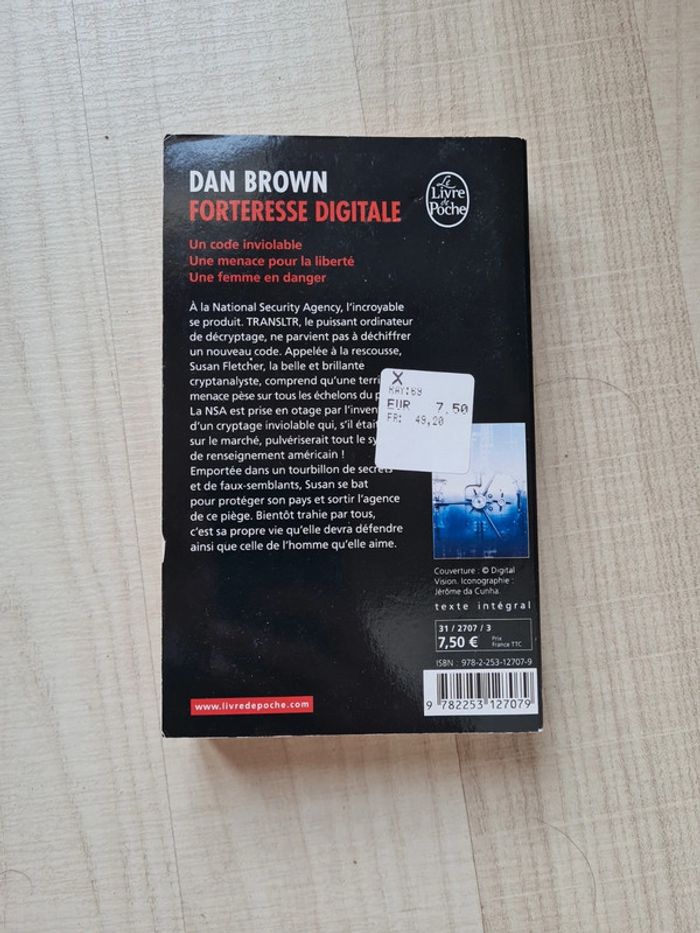 DAN BROWN
FORTERESSE DIGITALE
Le
Livre
de
Poche
Un code inviolable
Une menace pour la liberté
Une femme en danger
À la National Security Agency, l'incroyable
se produit. TRANSLTR, le puissant ordinateur
de décryptage, ne parvient pas à déchiffrer
un nouveau code. Appelée à la rescousse,
Susan Fletcher, la belle et brillante
cryptanalyste, comprend qu'une
menace pèse sur tous les échelons du
La NSA est prise en otage par
d'un cryptage inviolable qui, s'il
sur le marché, pulvériserait tout le
de renseignement américain !
Emportée dans un tourbillon de secrets
et de faux-semblants, Susan se bat
pour protéger son pays et sortir l'agence
de ce piège. Bientôt trahie par tous,
c'est sa propre vie qu'elle devra défendre
ainsi que celle de l'homme qu'elle aime.
X
RAY:69
EUR 7,50
FR: 49,20
Couverture : © Digital
Vision. Iconographie :
Jérôme da Cunha.
texte intégral
31 / 2707 / 3
7,50 € Prix
France TTC
ISBN : 978-2-253-12707-9
9 782253 127079
www.livredepoche.com